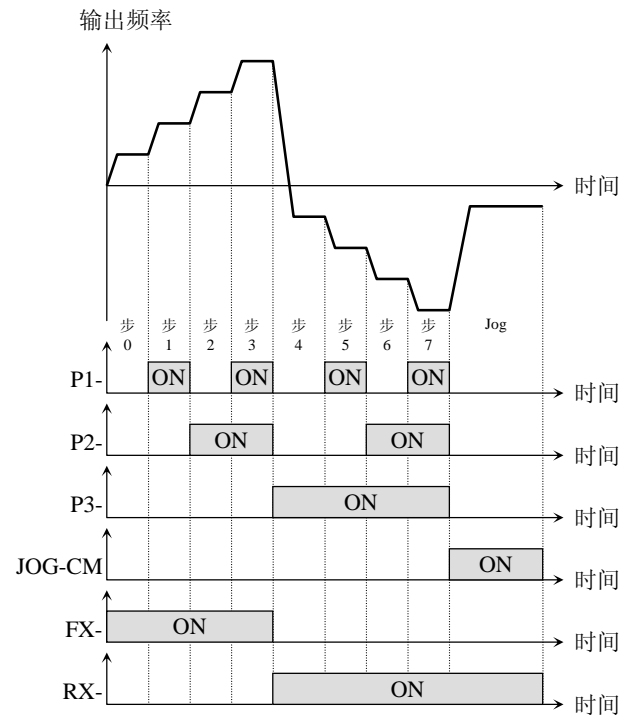 输出频率
时间
步 步 步 步 步 步 步 步 Jog
0 1 2 3 4 5 6 7
P1- ON ON ON ON 时间
P2- ON ON 时间
P3- ON 时间
JOG-CM ON 时间
FX- ON 时间
RX- ON 时间